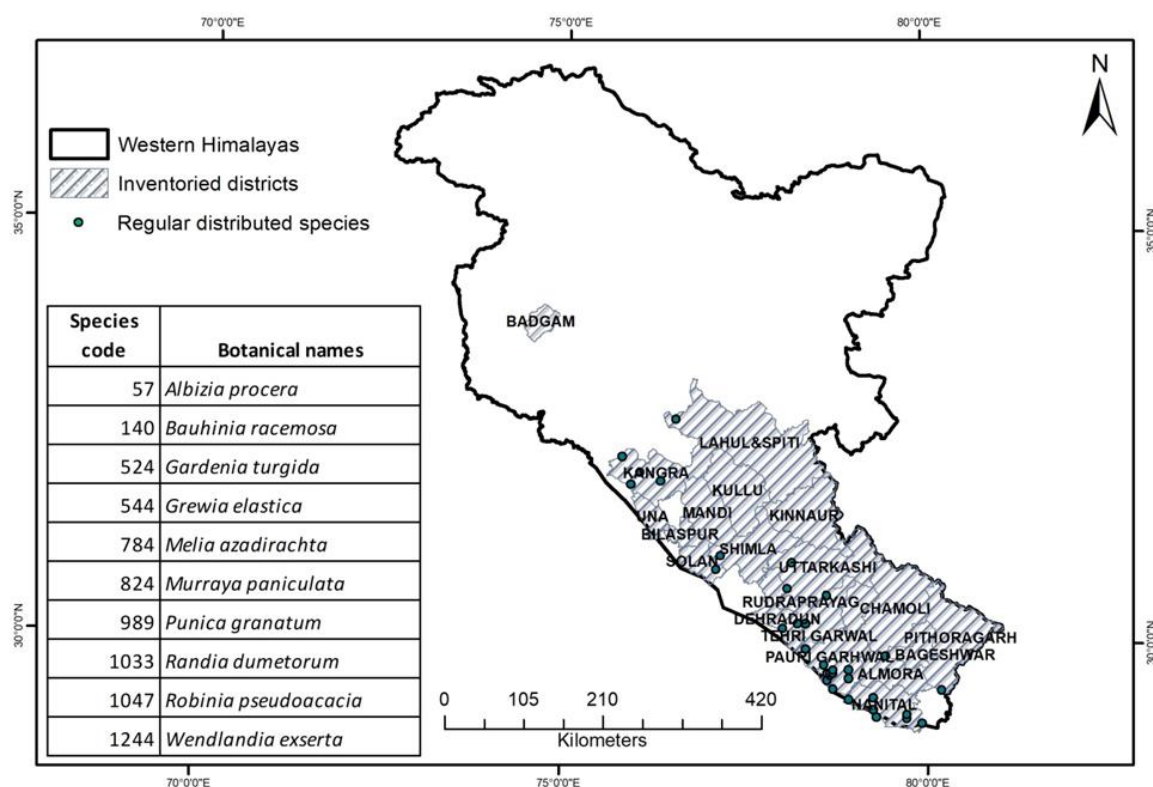 70°0'0"E 75°0'0"E 80°0'0"E
N
Western Himalayas
Inventoried districts
Regular distributed species
35°0'0"N
35°0'0"N
Species code Botanical names
57 Albizia procera
140 Bauhinia racemosa
524 Gardenia turgida
544 Grewia elastica
784 Melia azadirachta
824 Murraya paniculata
989 Punica granatum
1033 Randia dumetorum
1047 Robinia pseudoacacia
1244 Wendlandia exserta
BADGAM
LAHUL&SPITI
KANGRA
KULLU
UNA
MANDI
KINNAUR
BILASPUR
SHIMLA
SOLAN
UTTARKASHI
RUDRAPRAYAG
CHAMOLI
DEHRADUN
TEHRI GARWAL
PITHORAGARH
PAURI GARHWAL
BAGESHWAR
ALMORA
NANITAL
30°0'0"N
30°0'0"N
0 105 210 420
Kilometers
70°0'0"E 75°0'0"E 80°0'0"E